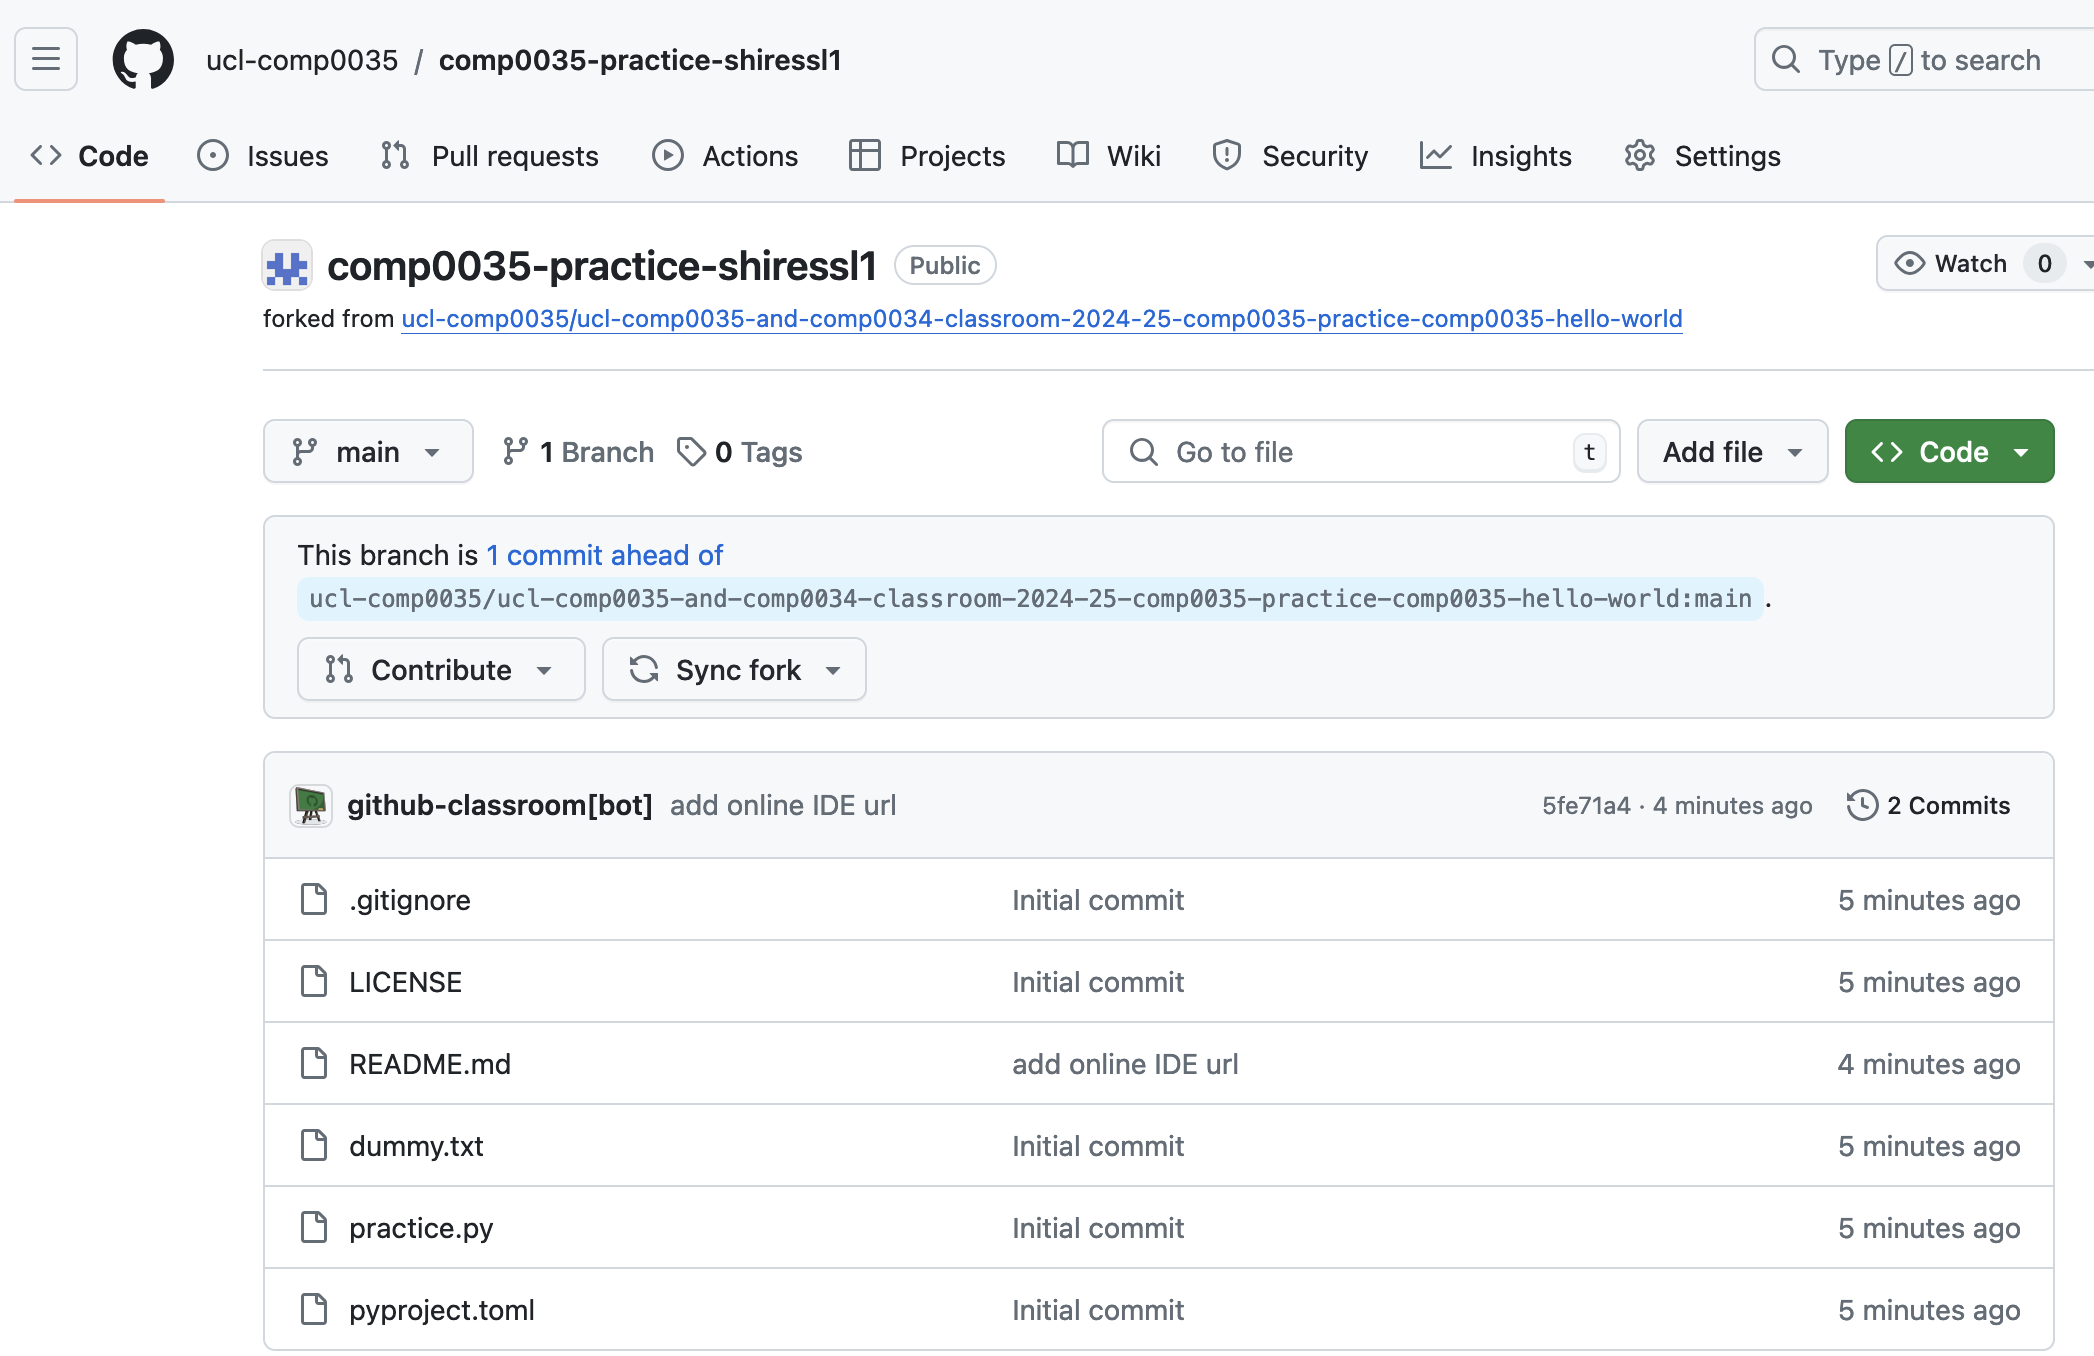 ucl-comp0035 / comp0035-practice-shiressl1
Type / to search
Code Issues Pull requests Actions Projects Wiki Security Insights Settings
comp0035-practice-shiressl1 Public
Watch 0
forked from ucl-comp0035/ucl-comp0035-and-comp0034-classroom-2024-25-comp0035-practice-comp0035-hello-world
main 1 Branch 0 Tags Go to file t Add file Code
This branch is 1 commit ahead of
ucl-comp0035/ucl-comp0035-and-comp0034-classroom-2024-25-comp0035-practice-comp0035-hello-world:main .
Contribute Sync fork
github-classroom[bot] add online IDE url 5fe71a4 · 4 minutes ago 2 Commits
.gitignore Initial commit 5 minutes ago
LICENSE Initial commit 5 minutes ago
README.md add online IDE url 4 minutes ago
dummy.txt Initial commit 5 minutes ago
practice.py Initial commit 5 minutes ago
pyproject.toml Initial commit 5 minutes ago